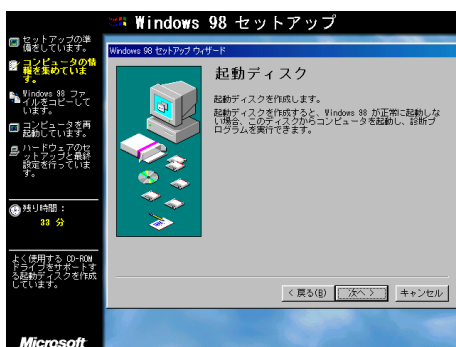 Windows 98 セットアップ
セットアップの準
備をしています。
コンピュータの情
報を集めていま
す。
Windows 98 ファ
イルをコピーして
います。
コンピュータを再
起動しています。
ハードウェアのセ
ットアップと最終
設定を行っていま
す。
残り時間：
33 分
よく使用する CD-ROM
ドライブをサポートす
る起動ディスクを作成
しています。
Microsoft
Windows 98 セットアップ ウィザード
起動ディスク
起動ディスクを作成します。
起動ディスクを作成すると、Windows 98 が正常に起動しな
い場合、このディスクからコンピュータを起動し、診断プ
ログラムを実行できます。
< 戻る(B)
次へ >
キャンセル